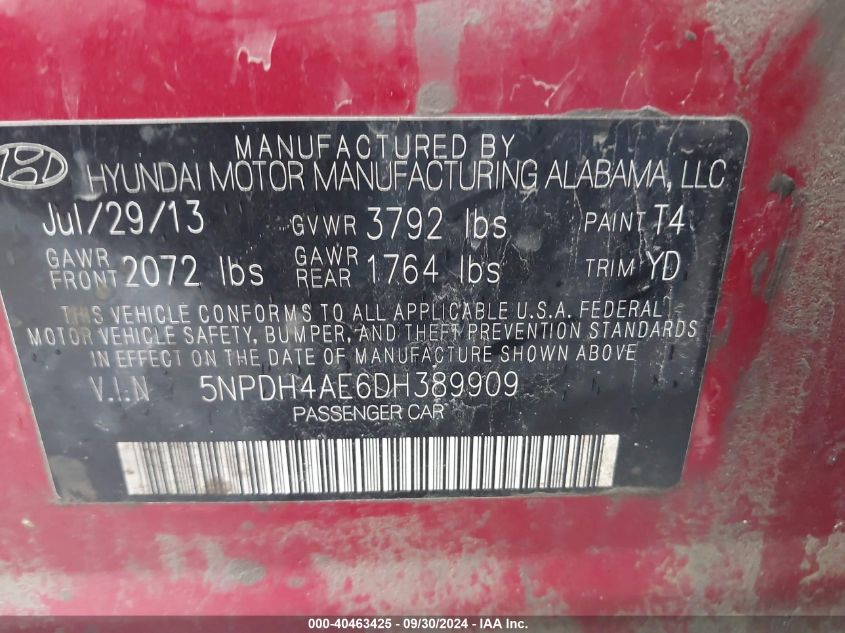 MANUFACTURED BY
HYUNDAI MOTOR MANUFACTURING ALABAMA, LLC
Jul/29/13 GVWR 3792 lbs PAINT T4
GAWR FRONT 2072 lbs GAWR REAR 1764 lbs TRIM YD
THIS VEHICLE CONFORMS TO ALL APPLICABLE U.S.A. FEDERAL
MOTOR VEHICLE SAFETY, BUMPER, AND THEFT PREVENTION STANDARDS
IN EFFECT ON THE DATE OF MANUFACTURE SHOWN ABOVE
V.I.N 5NPDH4AE6DH389909
PASSENGER CAR
000-40463425 - 09/30/2024 - IAA Inc.